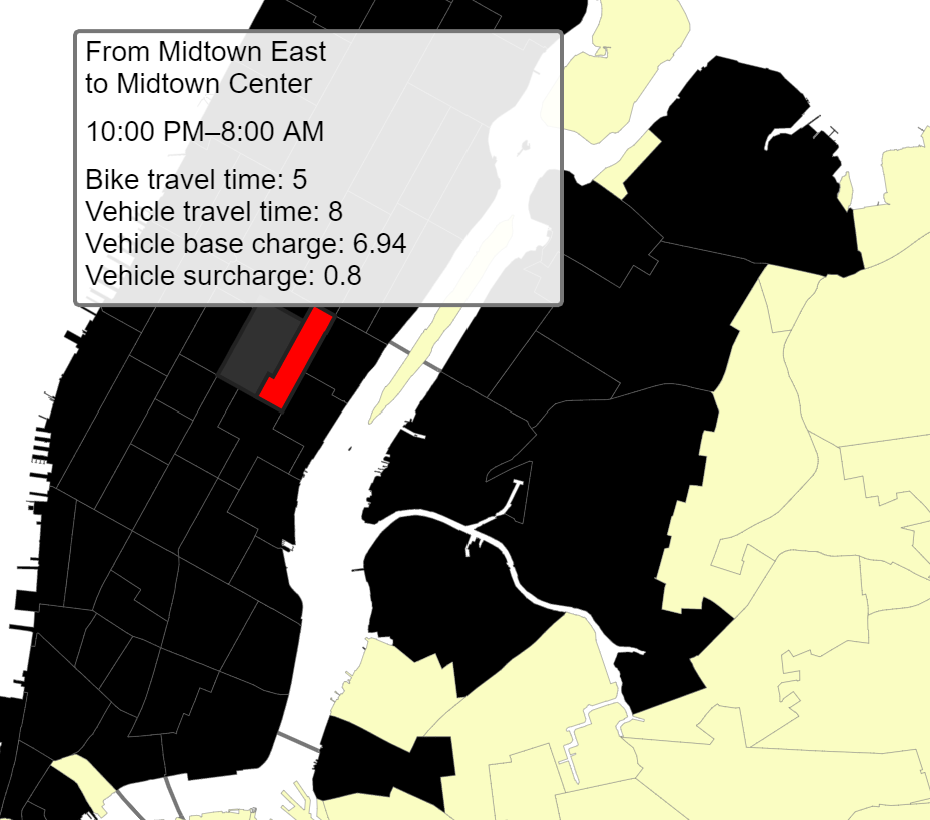 From Midtown East
to Midtown Center
10:00 PM–8:00 AM
Bike travel time: 5
Vehicle travel time: 8
Vehicle base charge: 6.94
Vehicle surcharge: 0.8